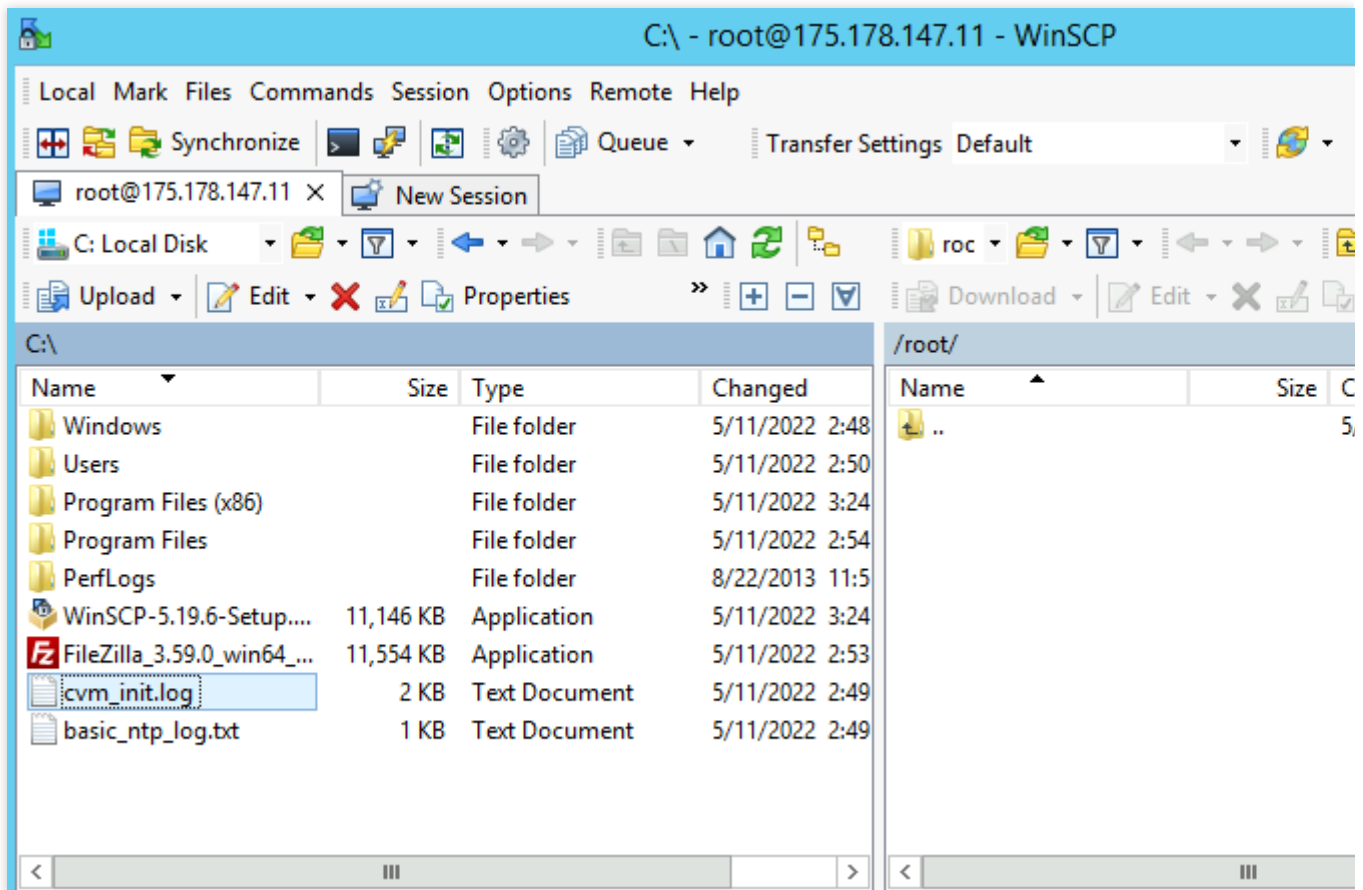 C:\ - root@175.178.147.11 - WinSCP
Local Mark Files Commands Session Options Remote Help
Synchronize Queue Transfer Settings Default
root@175.178.147.11 New Session
C: Local Disk roc
Upload Edit Properties » Download Edit
C:\ /root/
Name Size Type Changed Name Size C
Windows File folder 5/11/2022 2:48 ..  5/
Users File folder 5/11/2022 2:50
Program Files (x86) File folder 5/11/2022 3:24
Program Files File folder 5/11/2022 2:54
PerfLogs File folder 8/22/2013 11:5
WinSCP-5.19.6-Setup.... 11,146 KB Application 5/11/2022 3:24
Fz FileZilla_3.59.0_win64_... 11,554 KB Application 5/11/2022 2:53
cvm_init.log 2 KB Text Document 5/11/2022 2:49
basic_ntp_log.txt 1 KB Text Document 5/11/2022 2:49